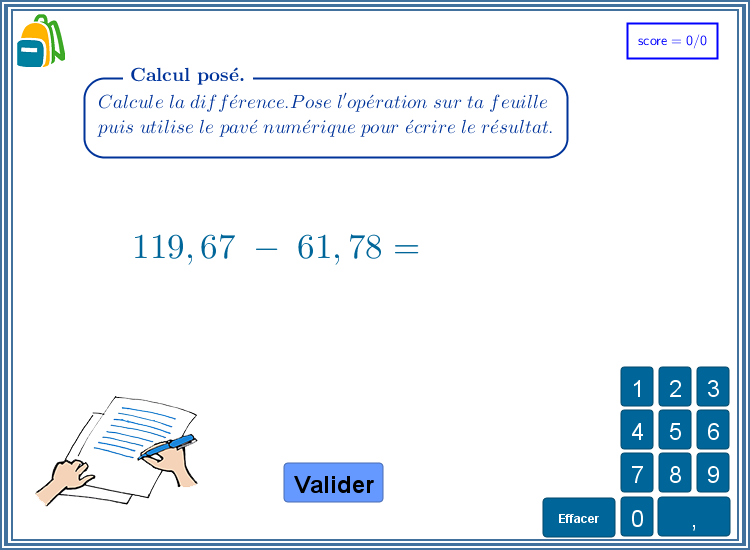 score = 0/0
Calcul posé.
Calcule la différence.Pose l'opération sur ta feuille
puis utilise le pavé numérique pour écrire le résultat.
119,67 − 61,78 =
1 2 3
4 5 6
7 8 9
Valider
Effacer 0 ,